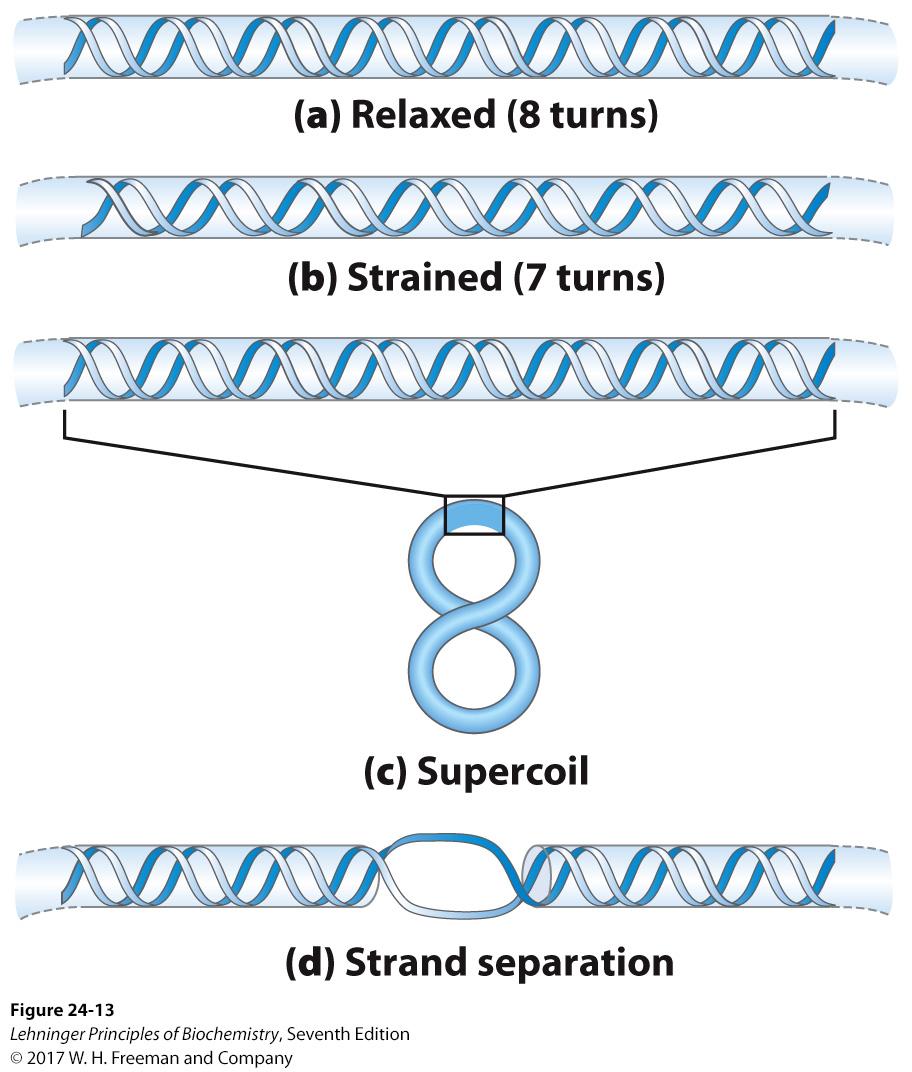 (a) Relaxed (8 turns)
(b) Strained (7 turns)
(c) Supercoil
(d) Strand separation
Figure 24-13
Lehninger Principles of Biochemistry, Seventh Edition
© 2017 W. H. Freeman and Company